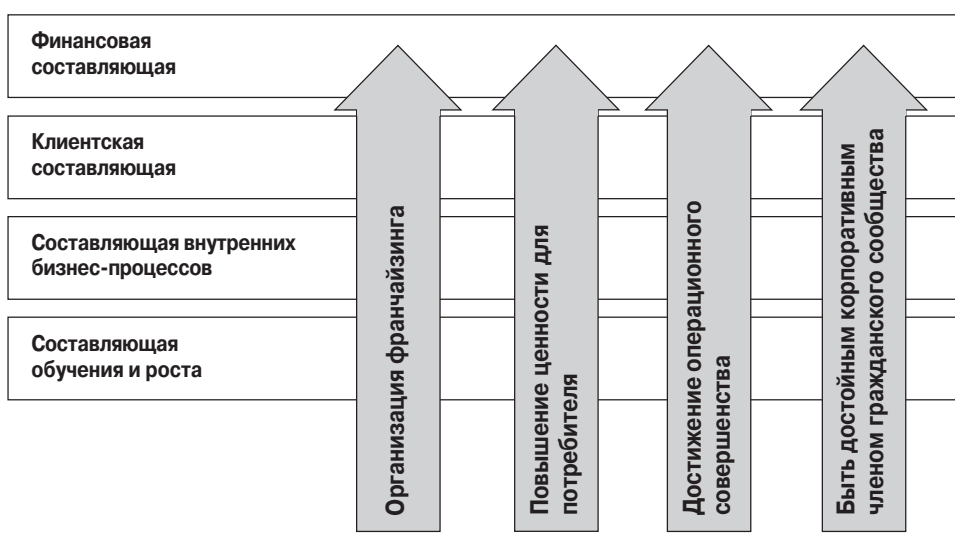 Финансовая
составляющая
Клиентская
составляющая
Составляющая внутренних
бизнес-процессов
Составляющая
обучения и роста
Организация франчайзинга
Повышение ценности для
потребителя
Достижение операционного
совершенства
Быть достойным корпоративным
членом гражданского сообщества